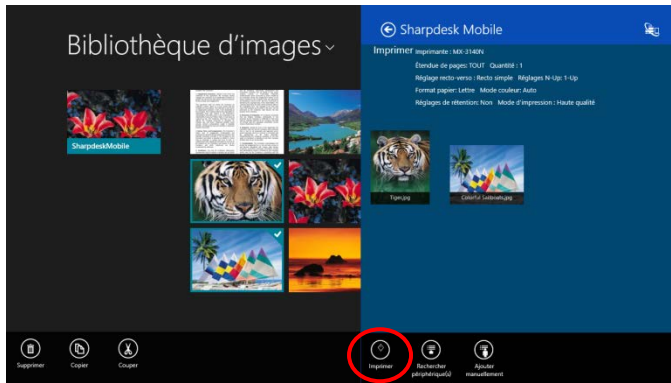 Bibliothèque d'images
SharpdeskMobile
Supprimer
Copier
Couper
Sharpdesk Mobile
Imprimer Imprimante : MX-3140N
Étendue de pages: TOUT Quantité : 1
Réglage recto-verso : Recto simple Réglages N-Up: 1-Up
Format papier: Lettre Mode couleur: Auto
Réglages de rétention: Non Mode d'impression : Haute qualité
Tiger.jpg
Colorful Sailboats.jpg
Imprimer
Rechercher
périphérique(s)
Ajouter
manuellement